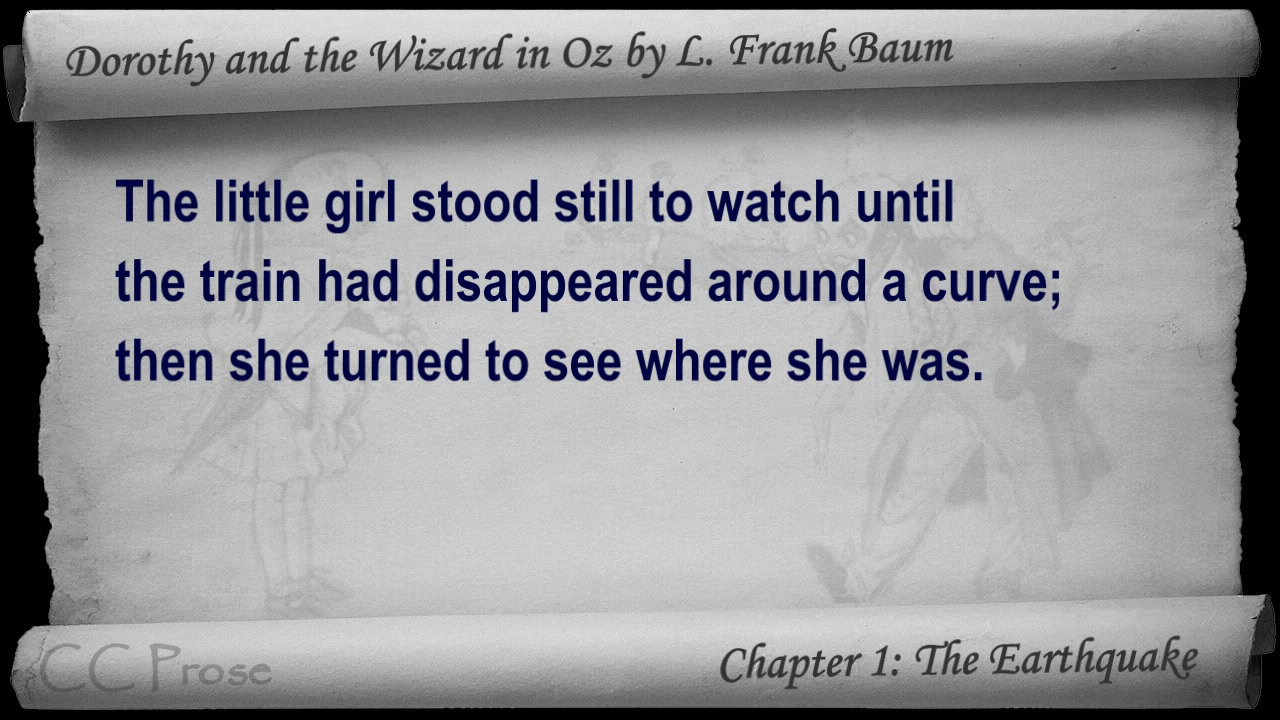 Dorothy and the Wizard in Oz by L. Frank Baum
The little girl stood still to watch until
the train had disappeared around a curve;
then she turned to see where she was.
CC Prose
Chapter 1: The Earthquake